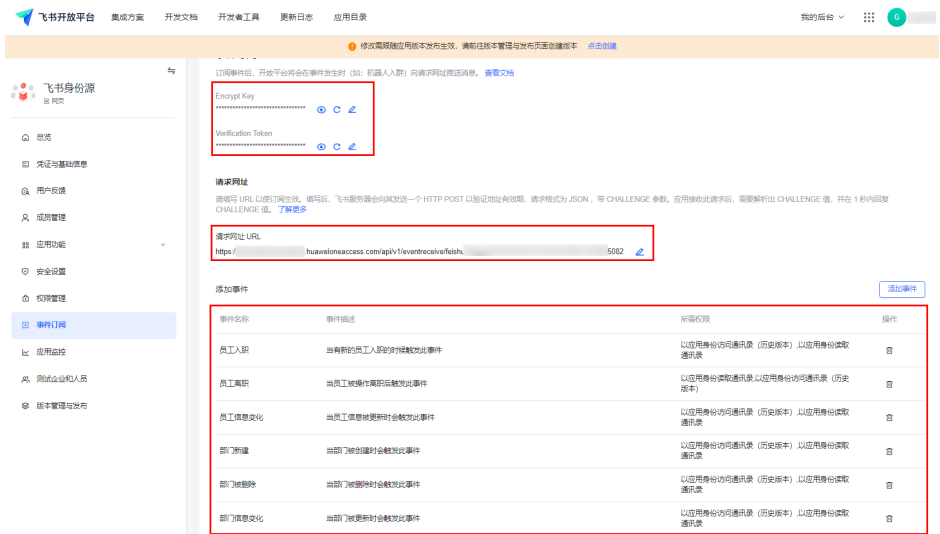 飞书开放平台 集成方案 开发文档 开发者工具 更新日志 应用目录 我的后台 G
修改需跟随应用版本发布生效，请前往版本管理与发布页面创建版本 点击创建
飞书身份源
网页
总览
凭证与基础信息
用户反馈
成员管理
应用功能
安全设置
权限管理
事件订阅
应用监控
测试企业和人员
版本管理与发布
订阅事件后，开放平台将会在事件发生时（如：机器人入群）向请求网址推送消息。 查看文档
Encrypt Key
******************************
Verification Token
******************************
请求网址
请填写 URL 以使订阅生效。填写后，飞书服务器会向其发送一个 HTTP POST 以验证地址有效期，请求格式为 JSON ，带 CHALLENGE 参数。应用接收此请求后，需要解析出 CHALLENGE 值，并在 1 秒内回复
CHALLENGE 值。 了解更多
请求网址 URL
https:/ .huaweioneaccess.com/api/v1/eventreceive/feishu 5082
添加事件 添加事件
事件名称 事件描述 所需权限 操作
员工入职 当有新的员工入职的时候触发此事件 以应用身份访问通讯录（历史版本）,以应用身份读取
通讯录
员工离职 当员工被操作离职后触发此事件 以应用身份读取通讯录,以应用身份访问通讯录（历史
版本）
员工信息变化 当员工信息被更新时会触发此事件 以应用身份访问通讯录（历史版本）,以应用身份读取
通讯录
部门新建 当部门被创建时会触发此事件 以应用身份访问通讯录（历史版本）,以应用身份读取
通讯录
部门被删除 当部门被删除时会触发此事件 以应用身份访问通讯录（历史版本）,以应用身份读取
通讯录
部门信息变化 当部门被更新时会触发此事件 以应用身份访问通讯录（历史版本）,以应用身份读取
通讯录